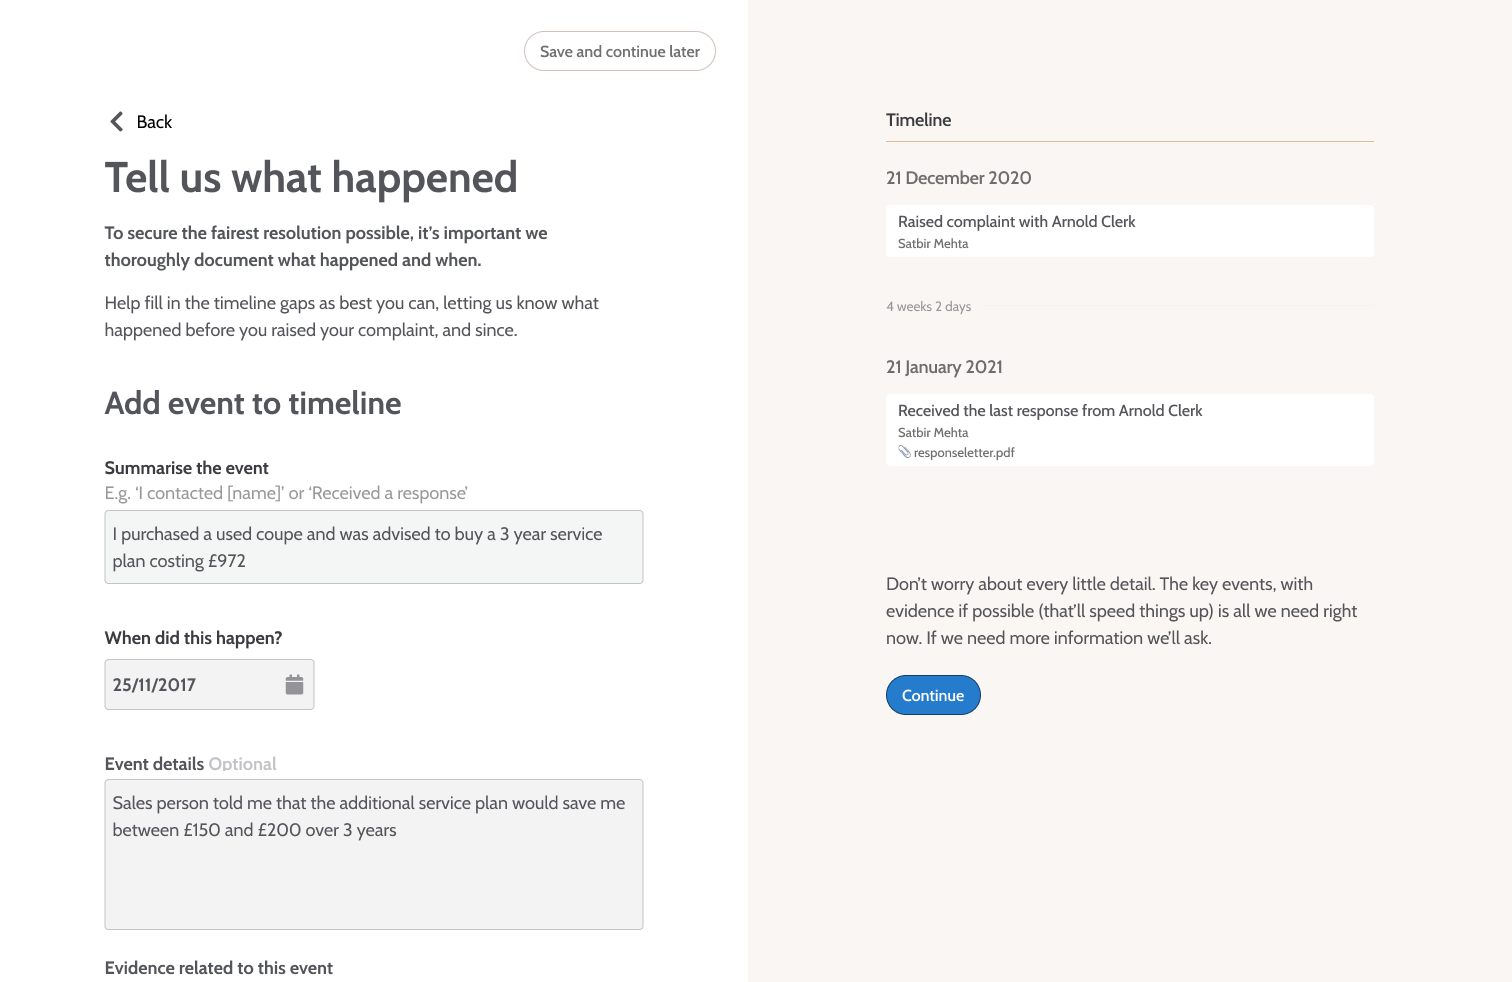 Save and continue later
Back
Tell us what happened
To secure the fairest resolution possible, it's important we
thoroughly document what happened and when.
Help fill in the timeline gaps as best you can, letting us know what
happened before you raised your complaint, and since.
Add event to timeline
Summarise the event
E.g. ‘I contacted [name]’ or ‘Received a response’
I purchased a used coupe and was advised to buy a 3 year service
plan costing £972
When did this happen?
25/11/2017
Event details Optional
Sales person told me that the additional service plan would save me
between £150 and £200 over 3 years
Evidence related to this event
Timeline
21 December 2020
Raised complaint with Arnold Clerk
Satbir Mehta
4 weeks 2 days
21 January 2021
Received the last response from Arnold Clerk
Satbir Mehta
responseletter.pdf
Don't worry about every little detail. The key events, with
evidence if possible (that'll speed things up) is all we need right
now. If we need more information we'll ask.
Continue